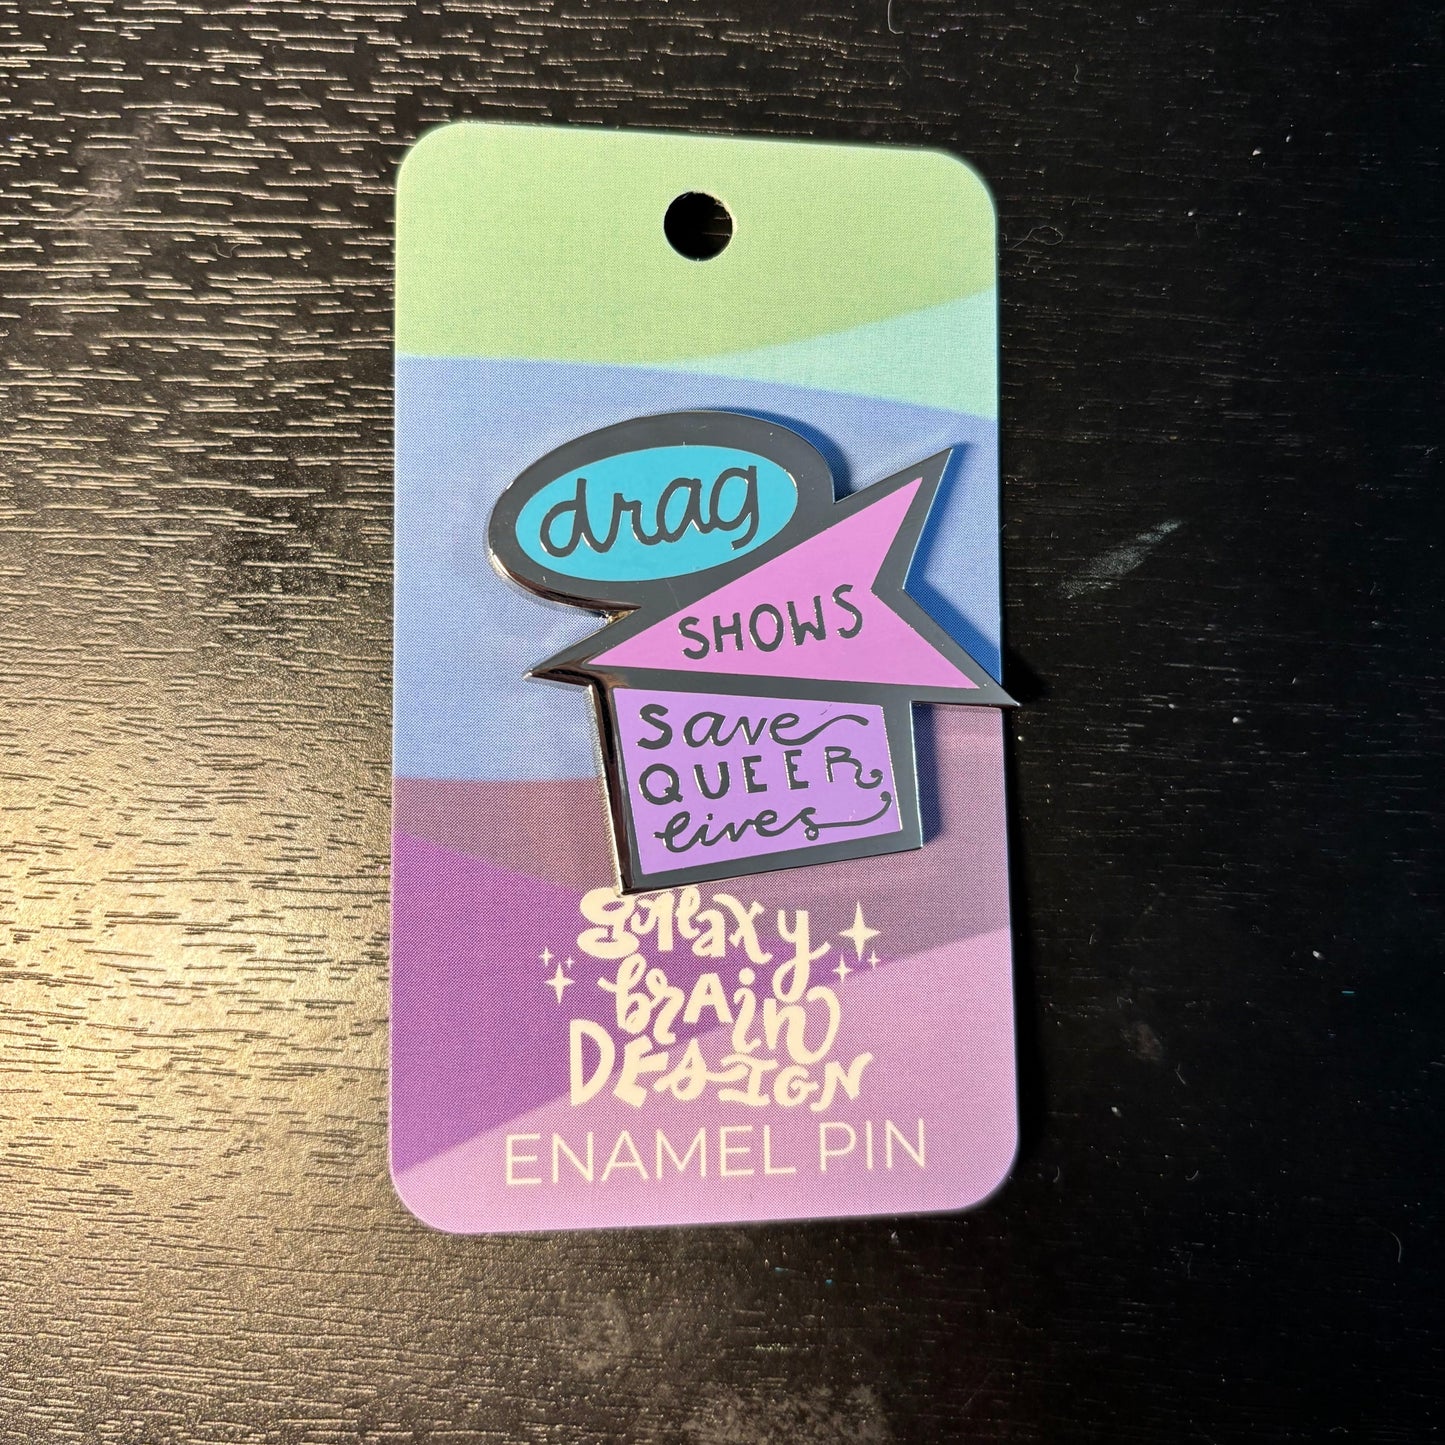 drag
SHOWS
save
QUEER
lives
galaxy
brAin
DESIGN
ENAMEL PIN